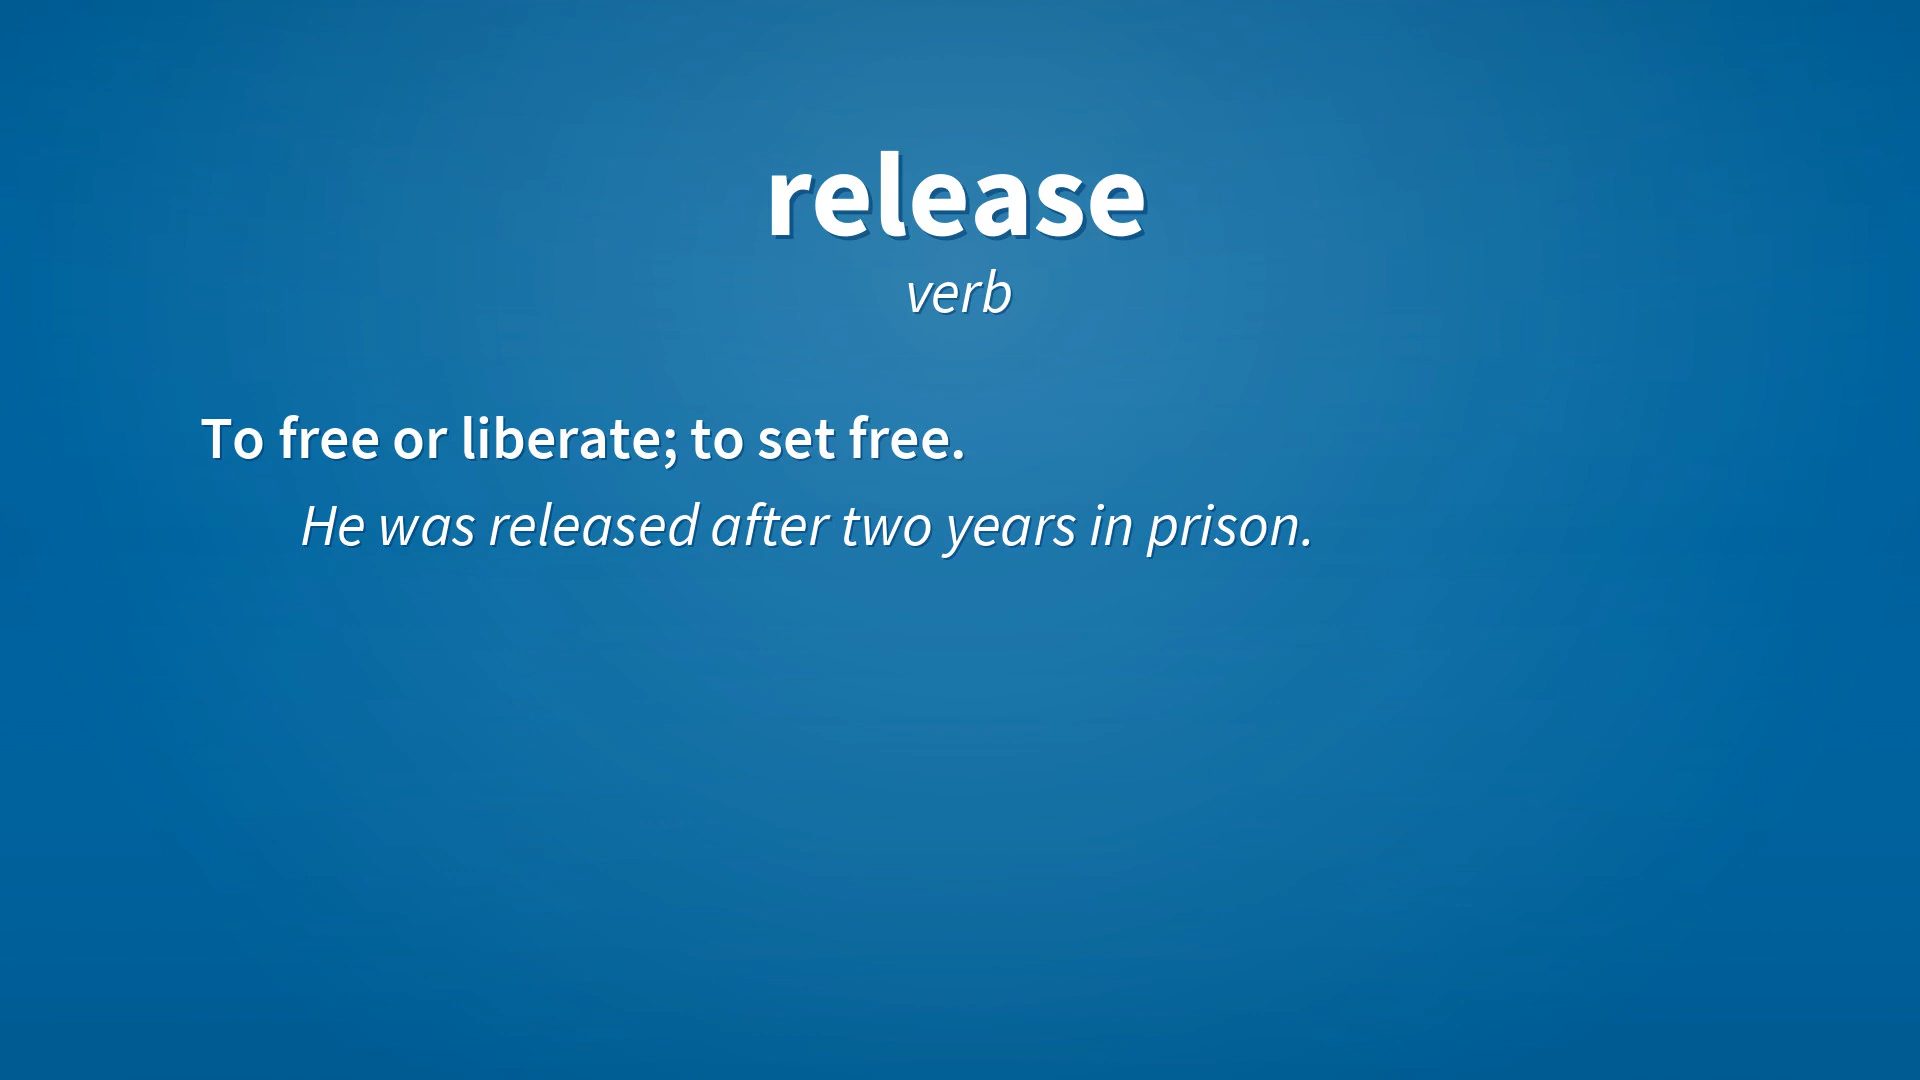 release
verb
To free or liberate; to set free.
He was released after two years in prison.